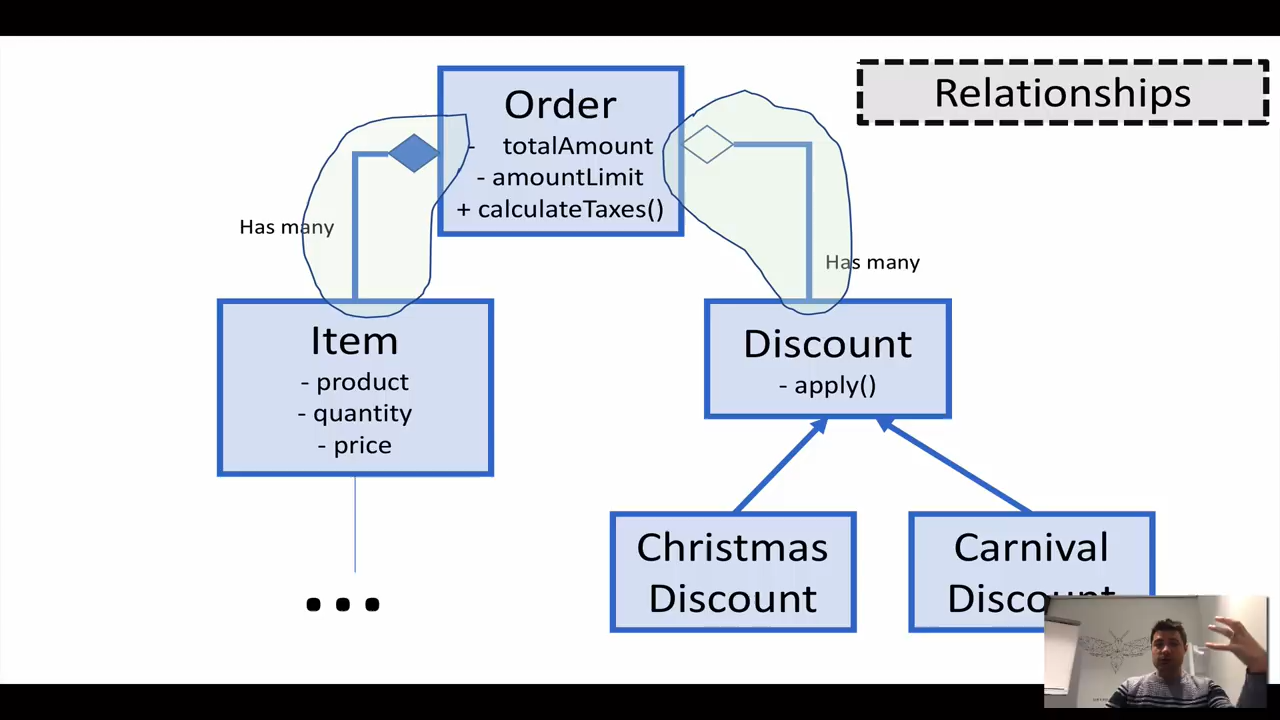 Relationships
Order
- totalAmount
- amountLimit
+ calculateTaxes()
Has many
Has many
Item
- product
- quantity
- price
Discount
- apply()
...
Christmas
Discount
Carnival
Discount